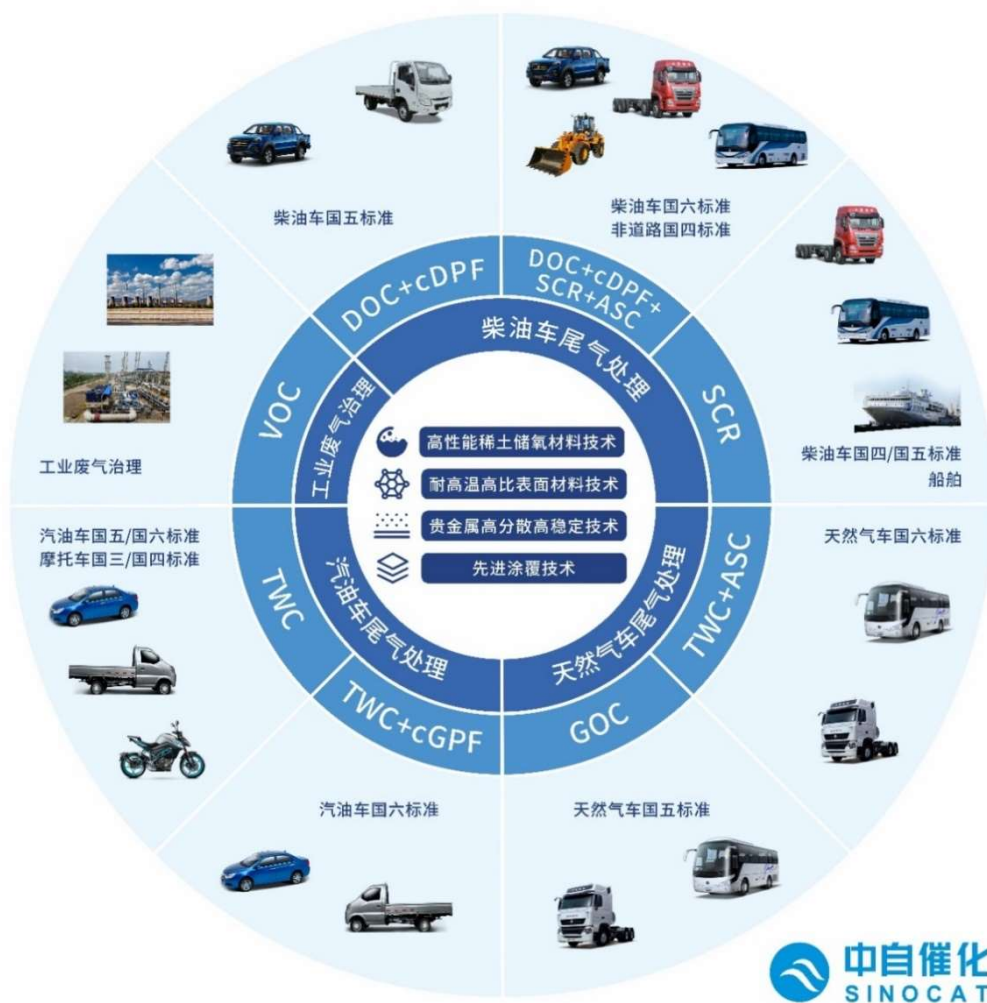 柴油车国五标准
柴油车国六标准
非道路国四标准
DOC+cDPF
DOC+cDPF+
SCR+ASC
柴油车尾气处理
VOC
工业废气治理
SCR
工业废气治理
柴油车国四/国五标准
船舶
高性能稀土储氧材料技术
耐高温高比表面材料技术
贵金属高分散高稳定技术
先进涂覆技术
汽油车国五/国六标准
摩托车国三/国四标准
天然气车国六标准
TWC
汽油车尾气处理
天然气车尾气处理
TWC+ASC
TWC+cGPF
GOC
汽油车国六标准
天然气车国五标准
中自催化
SINOCAT